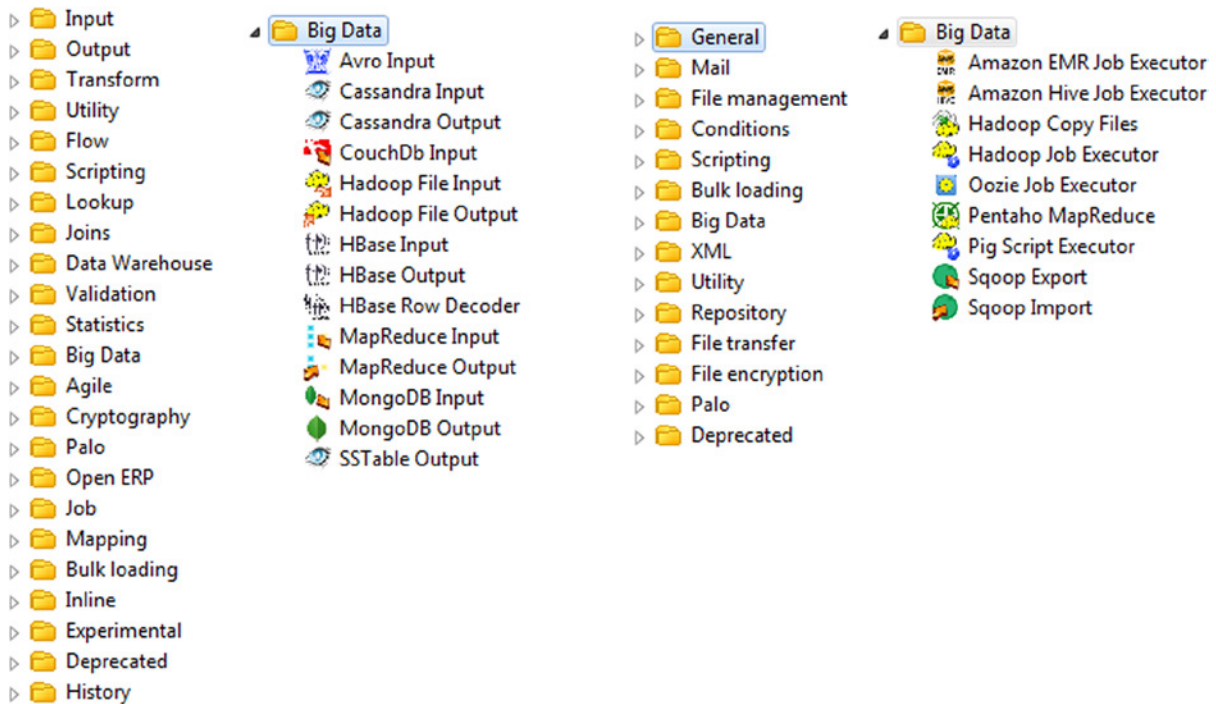 Input
Output
Transform
Utility
Flow
Scripting
Lookup
Joins
Data Warehouse
Validation
Statistics
Big Data
Agile
Cryptography
Palo
Open ERP
Job
Mapping
Bulk loading
Inline
Experimental
Deprecated
History
Big Data
Avro Input
Cassandra Input
Cassandra Output
CouchDb Input
Hadoop File Input
Hadoop File Output
HBase Input
HBase Output
HBase Row Decoder
MapReduce Input
MapReduce Output
MongoDB Input
MongoDB Output
SSTable Output
General
Mail
File management
Conditions
Scripting
Bulk loading
Big Data
XML
Utility
Repository
File transfer
File encryption
Palo
Deprecated
Big Data
EMR Amazon EMR Job Executor
HIVE Amazon Hive Job Executor
Hadoop Copy Files
Hadoop Job Executor
Oozie Job Executor
Pentaho MapReduce
Pig Script Executor
Sqoop Export
Sqoop Import